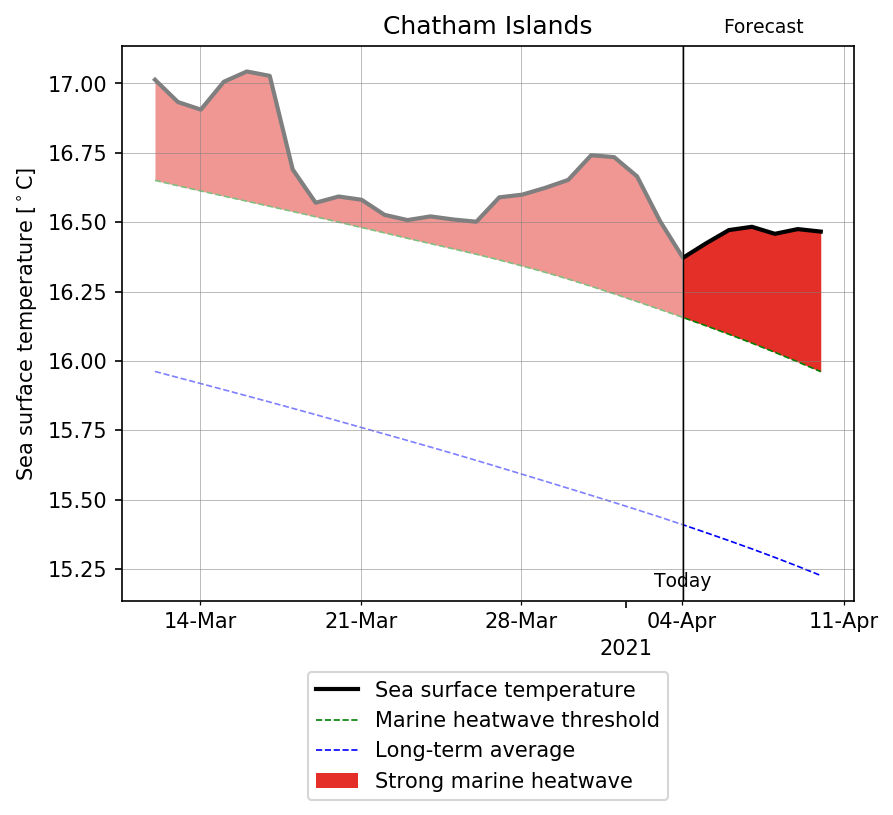 Chatham Islands
Forecast
Sea surface temperature [°C]
17.00
16.75
16.50
16.25
16.00
15.75
15.50
15.25
Today
14-Mar
21-Mar
28-Mar
04-Apr
11-Apr
2021
Sea surface temperature
Marine heatwave threshold
Long-term average
Strong marine heatwave